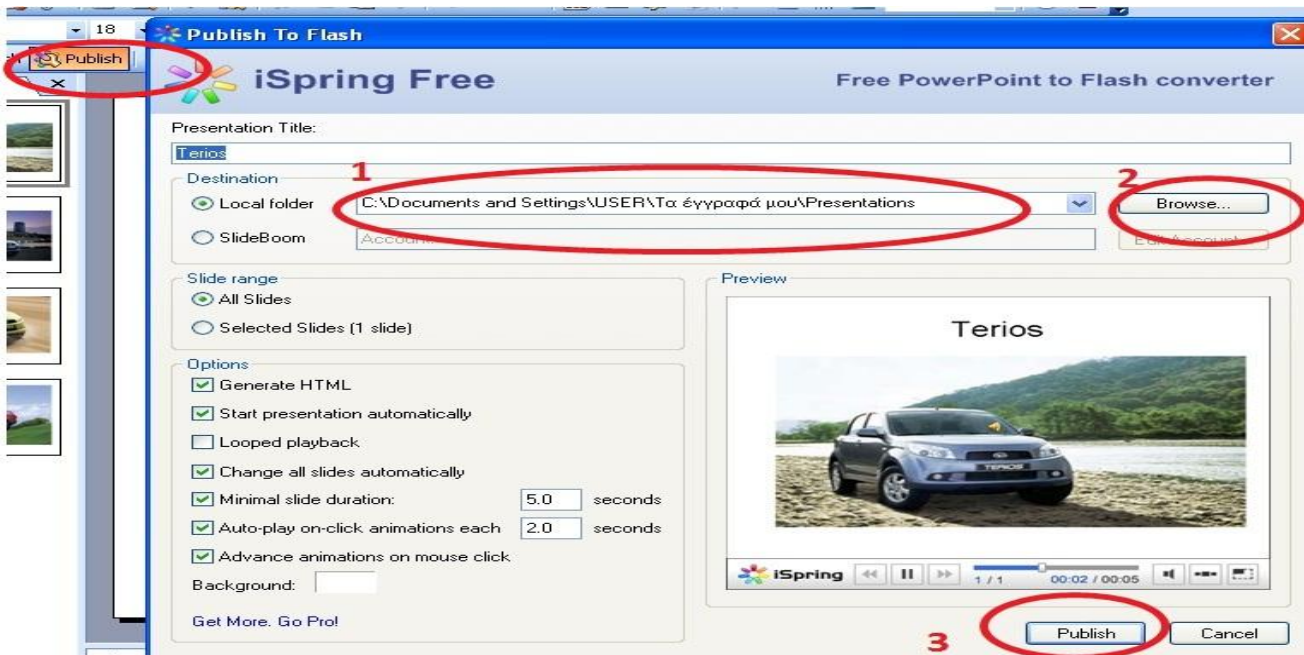 18
Publish To Flash
Publish
iSpring Free
Free PowerPoint to Flash converter
Presentation Title:
Terios
1
Destination
2
Local folder C:\Documents and Settings\USER\Τα έγγραφά μου\Presentations Browse...
SlideBoom Account Edit Account
Slide range
All Slides
Selected Slides (1 slide)
Options
Generate HTML
Start presentation automatically
Looped playback
Change all slides automatically
Minimal slide duration: 5.0 seconds
Auto-play on-click animations each 2.0 seconds
Advance animations on mouse click
Background:
Get More. Go Pro!
Preview
Terios
TERIOS
iSpring 1 / 1 00:02 / 00:05
3
Publish Cancel